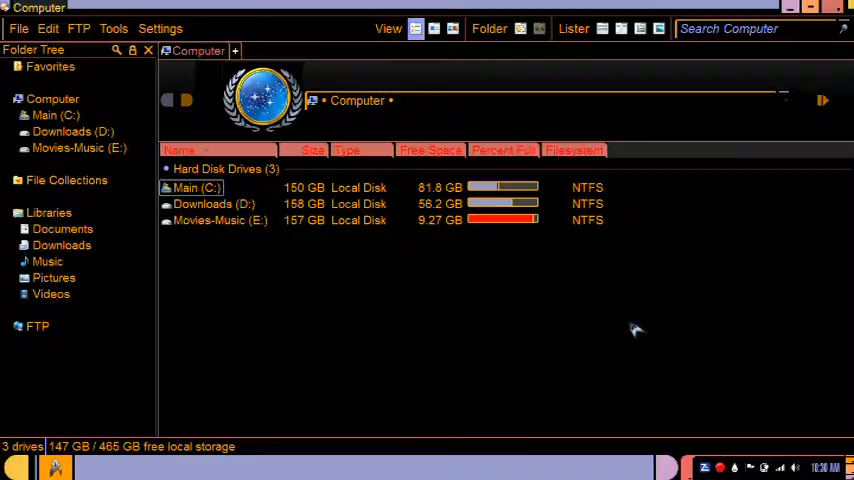 Computer
File Edit FTP Tools Settings View Folder Lister Search Computer
Folder Tree
Computer +
Favorites
Computer
Main (C:)
Downloads (D:)
Movies-Music (E:)
File Collections
Libraries
Documents
Downloads
Music
Pictures
Videos
FTP
• Computer •
Name Size Type Free Space Percent Full Filesystem
Hard Disk Drives (3)
Main (C:) 150 GB Local Disk 81.8 GB NTFS
Downloads (D:) 158 GB Local Disk 56.2 GB NTFS
Movies-Music (E:) 157 GB Local Disk 9.27 GB NTFS
3 drives 147 GB / 465 GB free local storage
10:30 AM